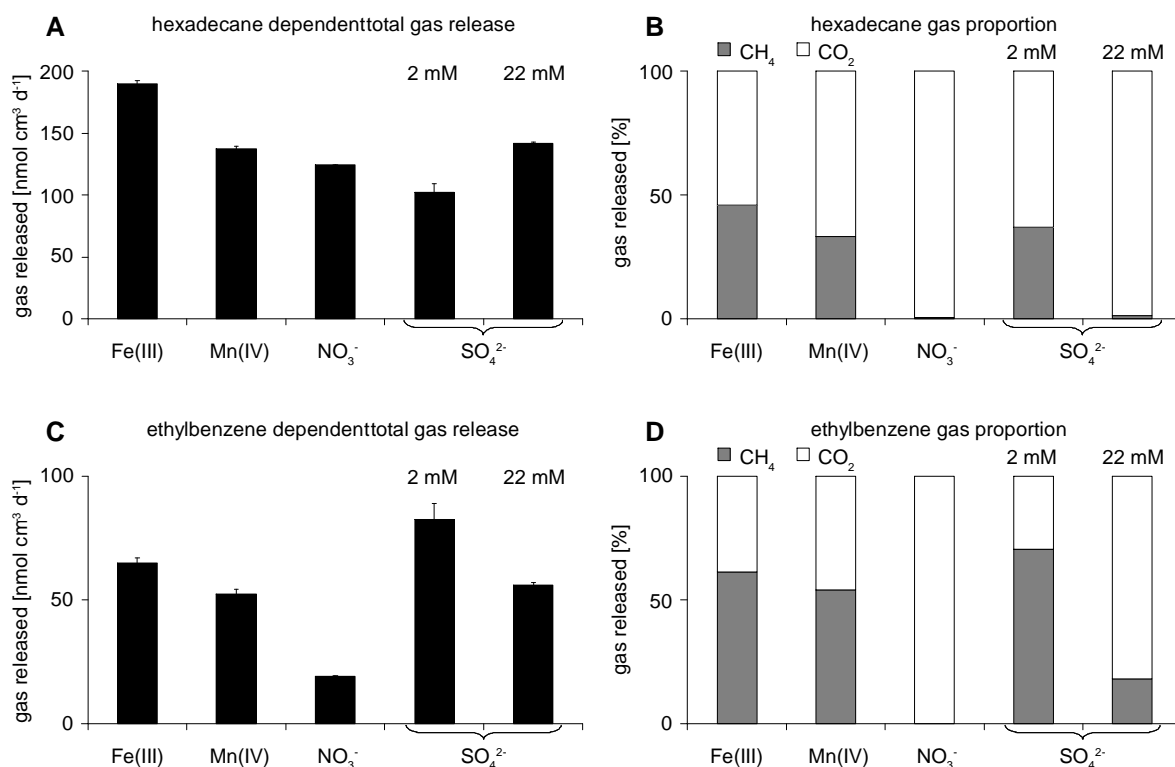 A hexadecane dependenttotal gas release
gas released [nmol cm³ d⁻¹]
200
150
100
50
0
2 mM 22 mM
Fe(III) Mn(IV) NO₃⁻ SO₄²⁻
B hexadecane gas proportion
CH₄ CO₂
2 mM 22 mM
gas released [%]
100
50
0
Fe(III) Mn(IV) NO₃⁻ SO₄²⁻
C ethylbenzene dependenttotal gas release
gas released [nmol cm³ d⁻¹]
100
50
0
2 mM 22 mM
Fe(III) Mn(IV) NO₃⁻ SO₄²⁻
D ethylbenzene gas proportion
CH₄ CO₂
2 mM 22 mM
gas released [%]
100
50
0
Fe(III) Mn(IV) NO₃⁻ SO₄²⁻